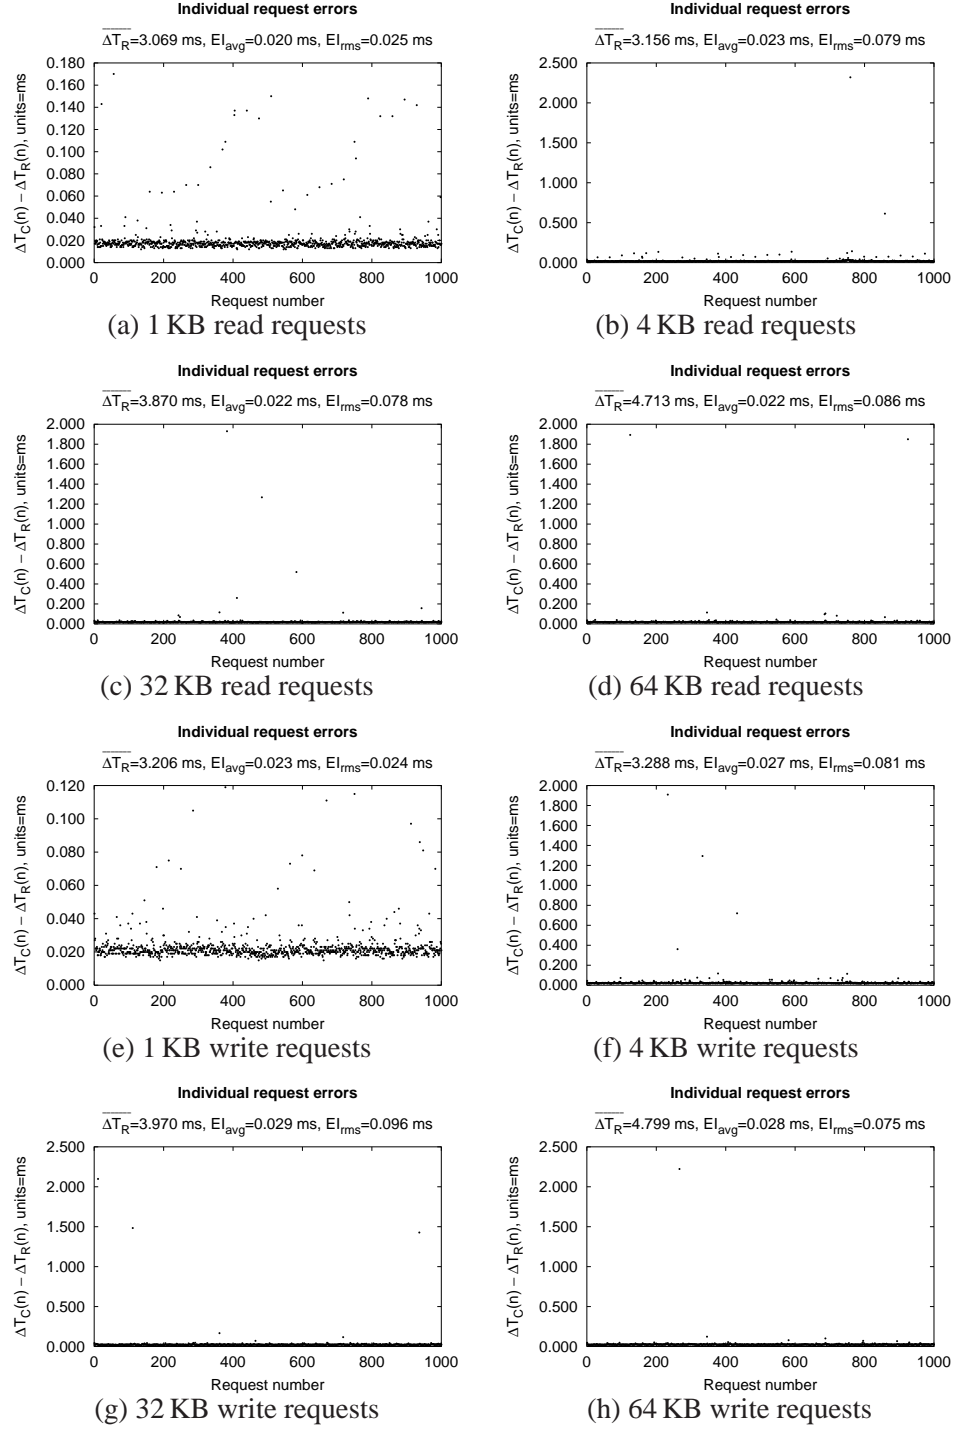 Individual request errors
ΔT_R=3.069 ms, EI_avg=0.020 ms, EI_rms=0.025 ms
ΔT_C(n) − ΔT_R(n), units=ms
0.180
0.160
0.140
0.120
0.100
0.080
0.060
0.040
0.020
0.000
0 200 400 600 800 1000
Request number
(a) 1 KB read requests
Individual request errors
ΔT_R=3.156 ms, EI_avg=0.023 ms, EI_rms=0.079 ms
ΔT_C(n) − ΔT_R(n), units=ms
2.500
2.000
1.500
1.000
0.500
0.000
0 200 400 600 800 1000
Request number
(b) 4 KB read requests
Individual request errors
ΔT_R=3.870 ms, EI_avg=0.022 ms, EI_rms=0.078 ms
ΔT_C(n) − ΔT_R(n), units=ms
2.000
1.800
1.600
1.400
1.200
1.000
0.800
0.600
0.400
0.200
0.000
0 200 400 600 800 1000
Request number
(c) 32 KB read requests
Individual request errors
ΔT_R=4.713 ms, EI_avg=0.022 ms, EI_rms=0.086 ms
ΔT_C(n) − ΔT_R(n), units=ms
2.000
1.800
1.600
1.400
1.200
1.000
0.800
0.600
0.400
0.200
0.000
0 200 400 600 800 1000
Request number
(d) 64 KB read requests
Individual request errors
ΔT_R=3.206 ms, EI_avg=0.023 ms, EI_rms=0.024 ms
ΔT_C(n) − ΔT_R(n), units=ms
0.120
0.100
0.080
0.060
0.040
0.020
0.000
0 200 400 600 800 1000
Request number
(e) 1 KB write requests
Individual request errors
ΔT_R=3.288 ms, EI_avg=0.027 ms, EI_rms=0.081 ms
ΔT_C(n) − ΔT_R(n), units=ms
2.000
1.800
1.600
1.400
1.200
1.000
0.800
0.600
0.400
0.200
0.000
0 200 400 600 800 1000
Request number
(f) 4 KB write requests
Individual request errors
ΔT_R=3.970 ms, EI_avg=0.029 ms, EI_rms=0.096 ms
ΔT_C(n) − ΔT_R(n), units=ms
2.500
2.000
1.500
1.000
0.500
0.000
0 200 400 600 800 1000
Request number
(g) 32 KB write requests
Individual request errors
ΔT_R=4.799 ms, EI_avg=0.028 ms, EI_rms=0.075 ms
ΔT_C(n) − ΔT_R(n), units=ms
2.500
2.000
1.500
1.000
0.500
0.000
0 200 400 600 800 1000
Request number
(h) 64 KB write requests